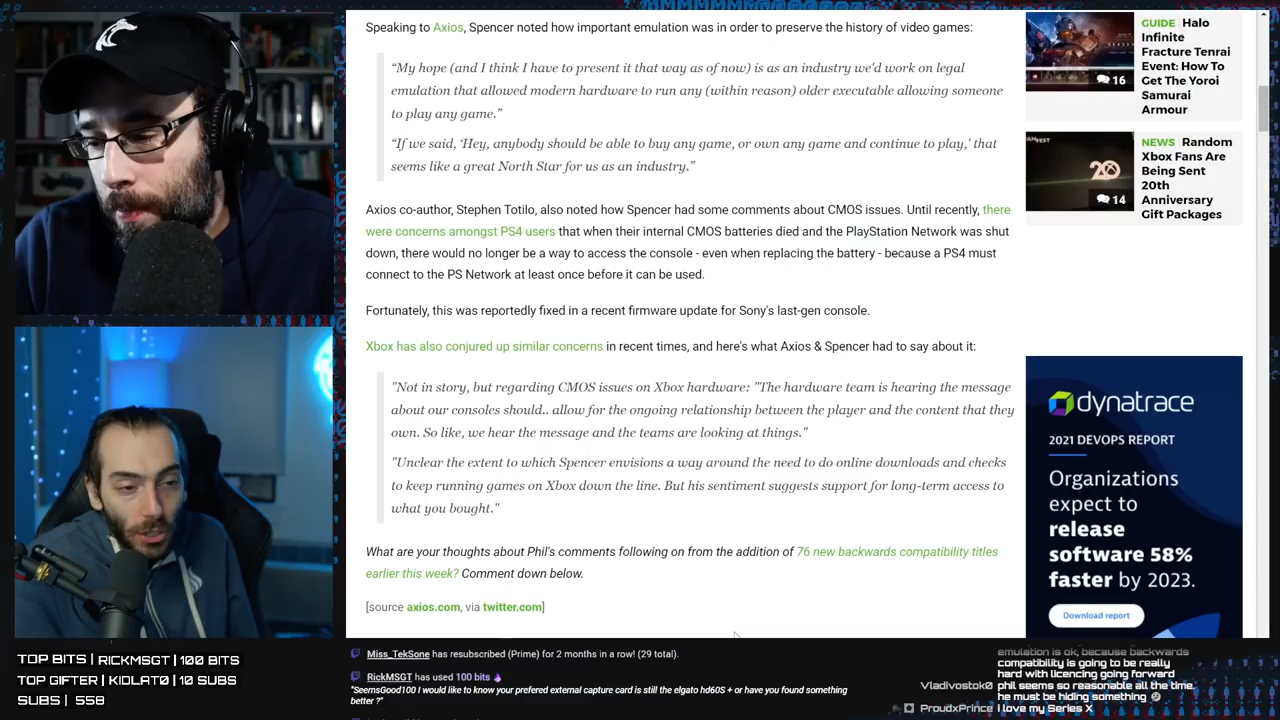 Speaking to Axios, Spencer noted how important emulation was in order to preserve the history of video games:
“My hope (and I think I have to present it that way as of now) is as an industry we'd work on legal
emulation that allowed modern hardware to run any (within reason) older executable allowing someone
to play any game.”
“If we said, ‘Hey, anybody should be able to buy any game, or own any game and continue to play,’ that
seems like a great North Star for us as an industry.”
Axios co-author, Stephen Totilo, also noted how Spencer had some comments about CMOS issues. Until recently, there
were concerns amongst PS4 users that when their internal CMOS batteries died and the PlayStation Network was shut
down, there would no longer be a way to access the console - even when replacing the battery - because a PS4 must
connect to the PS Network at least once before it can be used.
Fortunately, this was reportedly fixed in a recent firmware update for Sony's last-gen console.
Xbox has also conjured up similar concerns in recent times, and here's what Axios & Spencer had to say about it:
"Not in story, but regarding CMOS issues on Xbox hardware: "The hardware team is hearing the message
about our consoles should.. allow for the ongoing relationship between the player and the content that they
own. So like, we hear the message and the teams are looking at things."
"Unclear the extent to which Spencer envisions a way around the need to do online downloads and checks
to keep running games on Xbox down the line. But his sentiment suggests support for long-term access to
what you bought."
What are your thoughts about Phil's comments following on from the addition of 76 new backwards compatibility titles
earlier this week? Comment down below.
[source axios.com, via twitter.com]
GUIDE Halo
Infinite
Fracture Tenrai
Event: How To
Get The Yoroi
Samurai
Armour
16
NEWS Random
Xbox Fans Are
Being Sent
20th
Anniversary
Gift Packages
20
14
dynatrace
2021 DEVOPS REPORT
Organizations
expect to
release
software 58%
faster by 2023.
Download report
TOP BITS | RICKMSGT | 100 BITS
TOP GIFTER | KIDLAT0 | 10 SUBS
SUBS | 558
Miss_TekSone has resubscribed (Prime) for 2 months in a row! (29 total).
RickMSGT has used 100 bits
"SeemsGood100 I would like to know your prefered external capture card is still the elgato hd60S + or have you found something
better ?"
emulation is ok, because backwards
compatibility is going to be really
hard with licencing going forward
Vladivostok0 phil seems so reasonable all the time.
he must be hiding something
ProudxPrince i love my Series X